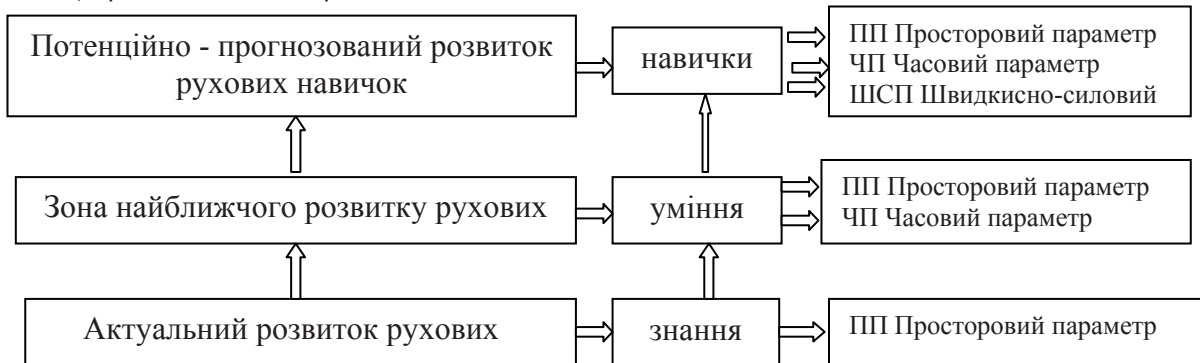 Потенційно - прогнозований розвиток
рухових навичок
навички
ПП Просторовий параметр
ЧП Часовий параметр
ШСП Швидкисно-силовий
Зона найближчого розвитку рухових
уміння
ПП Просторовий параметр
ЧП Часовий параметр
Актуальний розвиток рухових
знання
ПП Просторовий параметр